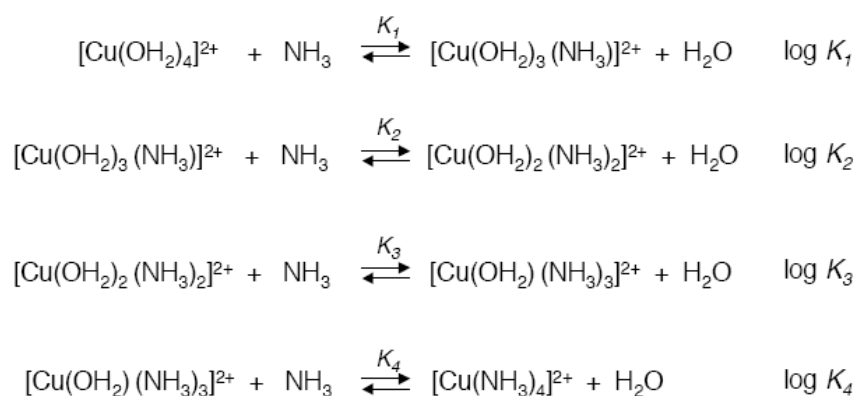 K₁
[Cu(OH₂)₄]²⁺ + NH₃ ⇌ [Cu(OH₂)₃(NH₃)]²⁺ + H₂O log K₁
K₂
[Cu(OH₂)₃(NH₃)]²⁺ + NH₃ ⇌ [Cu(OH₂)₂(NH₃)₂]²⁺ + H₂O log K₂
K₃
[Cu(OH₂)₂(NH₃)₂]²⁺ + NH₃ ⇌ [Cu(OH₂)(NH₃)₃]²⁺ + H₂O log K₃
K₄
[Cu(OH₂)(NH₃)₃]²⁺ + NH₃ ⇌ [Cu(NH₃)₄]²⁺ + H₂O log K₄